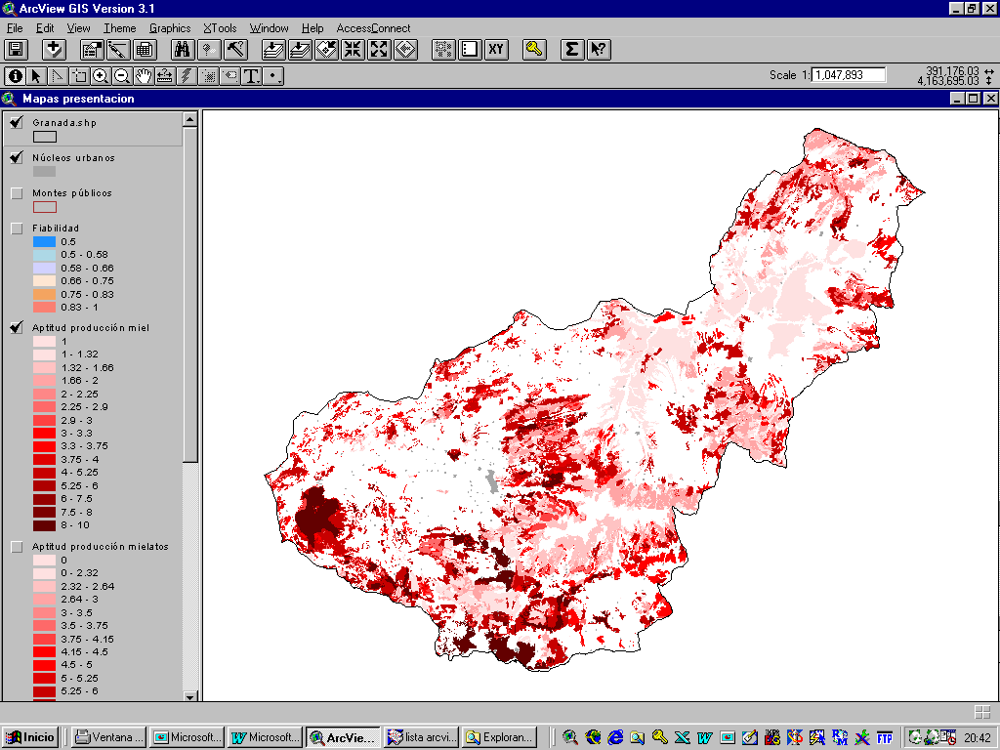 ArcView GIS Version 3.1
File Edit View Theme Graphics XTools Window Help AccessConnect
XY Σ ?
T
Scale 1: 1,047,893
391,176.03
4,163,695.03
Mapas presentacion
Granada.shp
Núcleos urbanos
Montes públicos
Fiabilidad
0.5
0.5 - 0.58
0.58 - 0.66
0.66 - 0.75
0.75 - 0.83
0.83 - 1
Aptitud producción miel
1
1 - 1.32
1.32 - 1.66
1.66 - 2
2 - 2.25
2.25 - 2.9
2.9 - 3
3 - 3.3
3.3 - 3.75
3.75 - 4
4 - 5.25
5.25 - 6
6 - 7.5
7.5 - 8
8 - 10
Aptitud producción mielatos
0
0 - 2.32
2.32 - 2.64
2.64 - 3
3 - 3.5
3.5 - 3.75
3.75 - 4.15
4.15 - 4.5
4.5 - 5
5 - 5.25
5.25 - 6
Inicio Ventana ... Microsoft... Microsoft... ArcVie... lista arcvi... Exploran... FTP 20:42